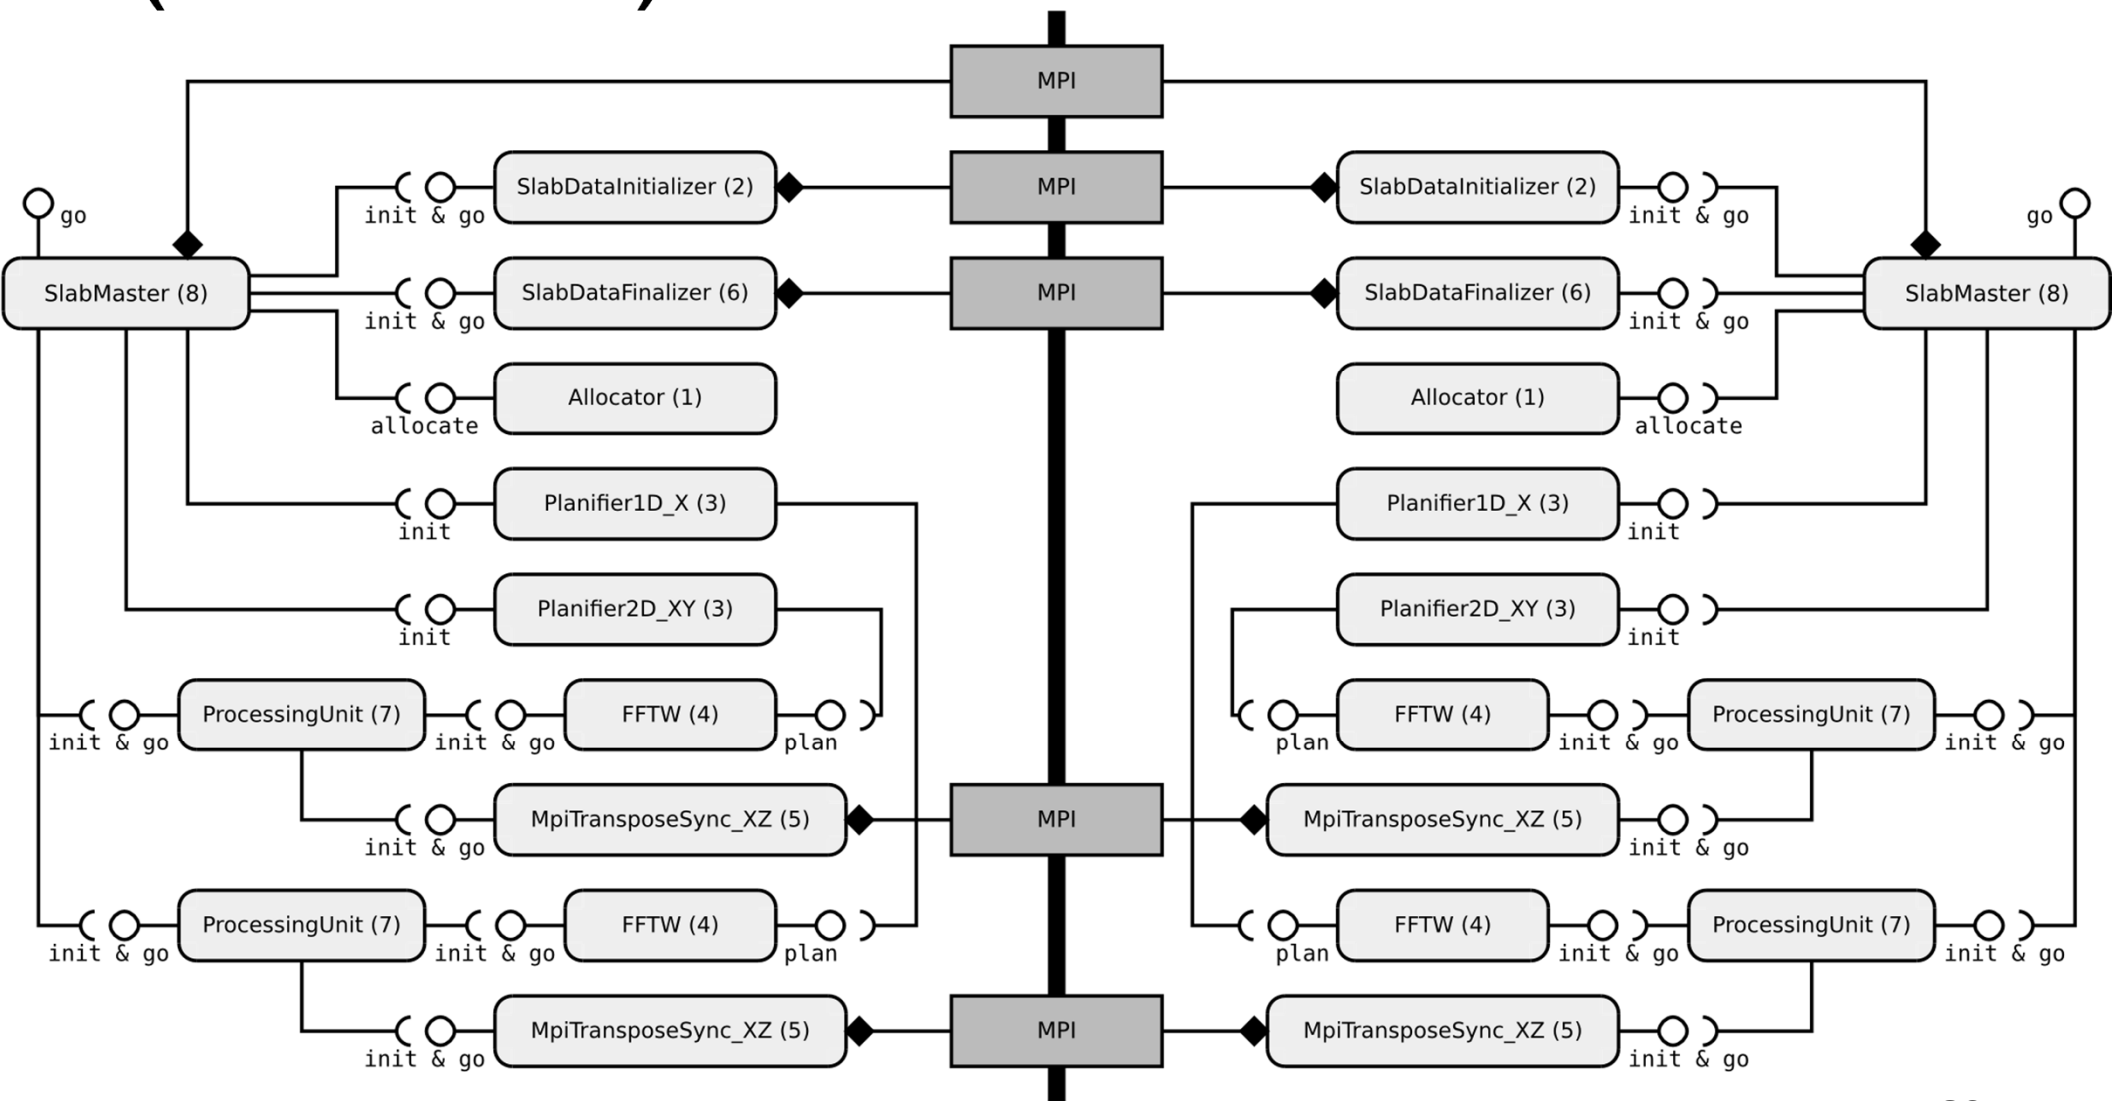 MPI
SlabDataInitializer (2) MPI SlabDataInitializer (2)
go init & go init & go go
SlabMaster (8) SlabDataFinalizer (6) MPI SlabDataFinalizer (6) SlabMaster (8)
init & go init & go
Allocator (1) Allocator (1)
allocate allocate
Planifier1D_X (3) Planifier1D_X (3)
init init
Planifier2D_XY (3) Planifier2D_XY (3)
init init
ProcessingUnit (7) FFTW (4) FFTW (4) ProcessingUnit (7)
init & go init & go plan plan init & go init & go
MpiTransposeSync_XZ (5) MPI MpiTransposeSync_XZ (5)
init & go init & go
ProcessingUnit (7) FFTW (4) FFTW (4) ProcessingUnit (7)
init & go init & go plan plan init & go init & go
MpiTransposeSync_XZ (5) MPI MpiTransposeSync_XZ (5)
init & go init & go